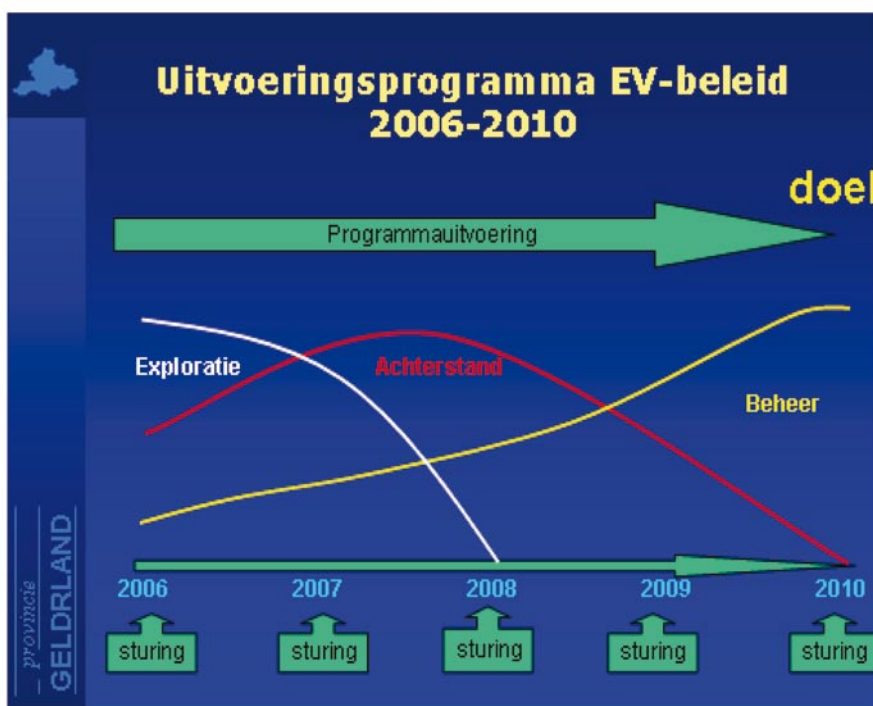 Uitvoeringsprogramma EV-beleid
2006-2010
doel
Programmauitvoering
Exploratie
Achterstand
Beheer
2006
2007
2008
2009
2010
sturing
sturing
sturing
sturing
sturing
provincie
GELDRLAND